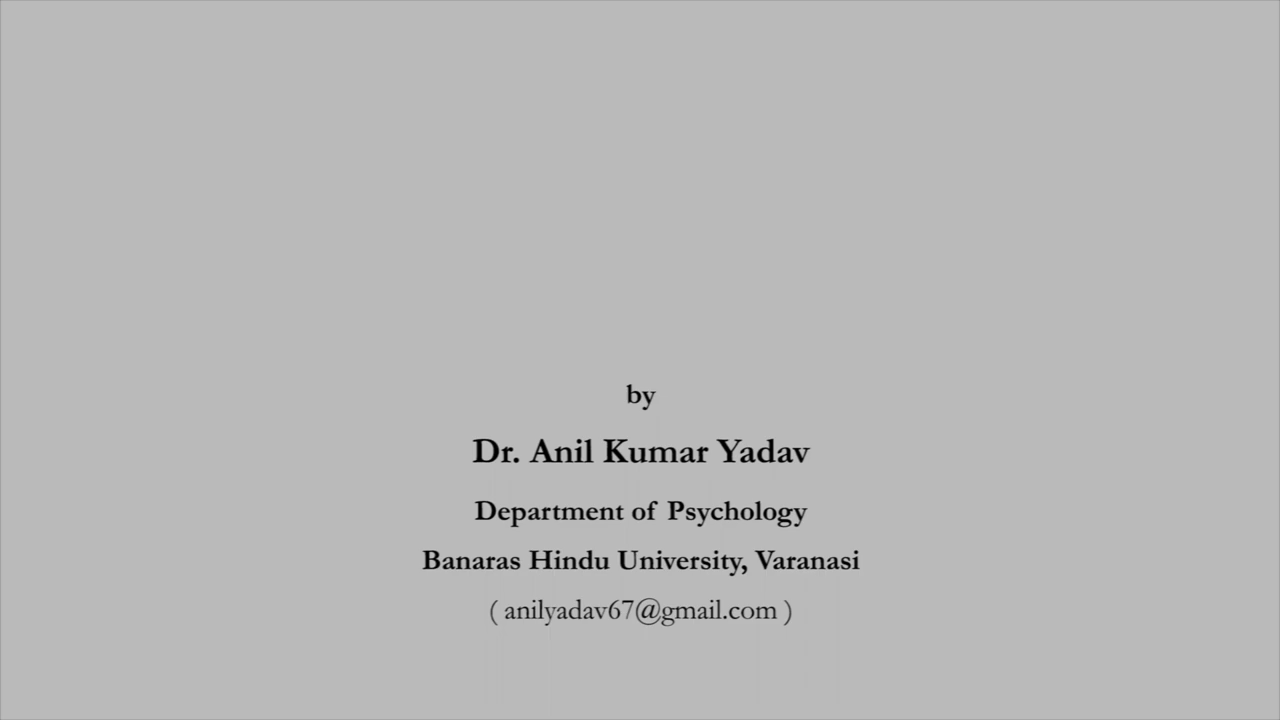 by
Dr. Anil Kumar Yadav
Department of Psychology
Banaras Hindu University, Varanasi
( anilyadav67@gmail.com )